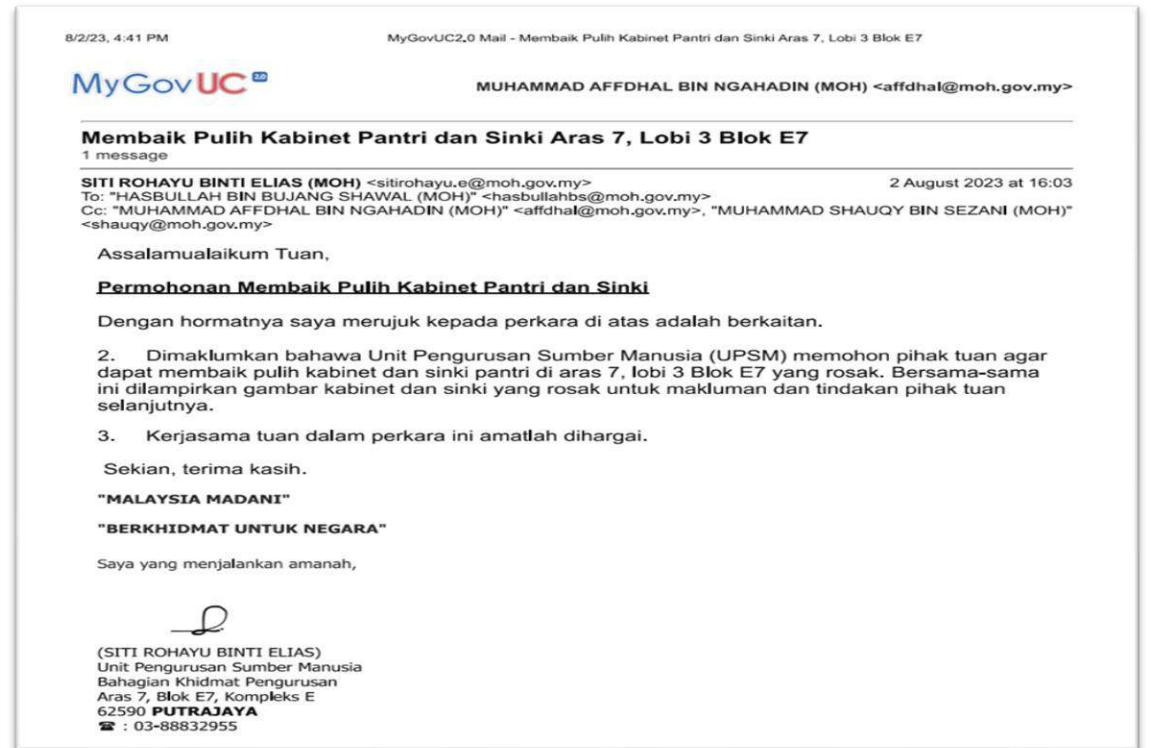 8/2/23, 4:41 PM MyGovUC2.0 Mail - Membaik Pulih Kabinet Pantri dan Sinki Aras 7, Lobi 3 Blok E7
MyGovUC 2.0 MUHAMMAD AFFDHAL BIN NGAHADIN (MOH) <affdhal@moh.gov.my>
Membaik Pulih Kabinet Pantri dan Sinki Aras 7, Lobi 3 Blok E7
1 message
SITI ROHAYU BINTI ELIAS (MOH) <sitirohayu.e@moh.gov.my> 2 August 2023 at 16:03
To: "HASBULLAH BIN BUJANG SHAWAL (MOH)" <hasbullahbs@moh.gov.my>
Cc: "MUHAMMAD AFFDHAL BIN NGAHADIN (MOH)" <affdhal@moh.gov.my>, "MUHAMMAD SHAUQY BIN SEZANI (MOH)"
<shauqy@moh.gov.my>
Assalamualaikum Tuan,
Permohonan Membaik Pulih Kabinet Pantri dan Sinki
Dengan hormatnya saya merujuk kepada perkara di atas adalah berkaitan.
2. Dimaklumkan bahawa Unit Pengurusan Sumber Manusia (UPSM) memohon pihak tuan agar
dapat membaik pulih kabinet dan sinki pantri di aras 7, lobi 3 Blok E7 yang rosak. Bersama-sama
ini dilampirkan gambar kabinet dan sinki yang rosak untuk makluman dan tindakan pihak tuan
selanjutnya.
3. Kerjasama tuan dalam perkara ini amatlah dihargai.
Sekian, terima kasih.
"MALAYSIA MADANI"
"BERKHIDMAT UNTUK NEGARA"
Saya yang menjalankan amanah,
(SITI ROHAYU BINTI ELIAS)
Unit Pengurusan Sumber Manusia
Bahagian Khidmat Pengurusan
Aras 7, Blok E7, Kompleks E
62590 PUTRAJAYA
☎ : 03-88832955